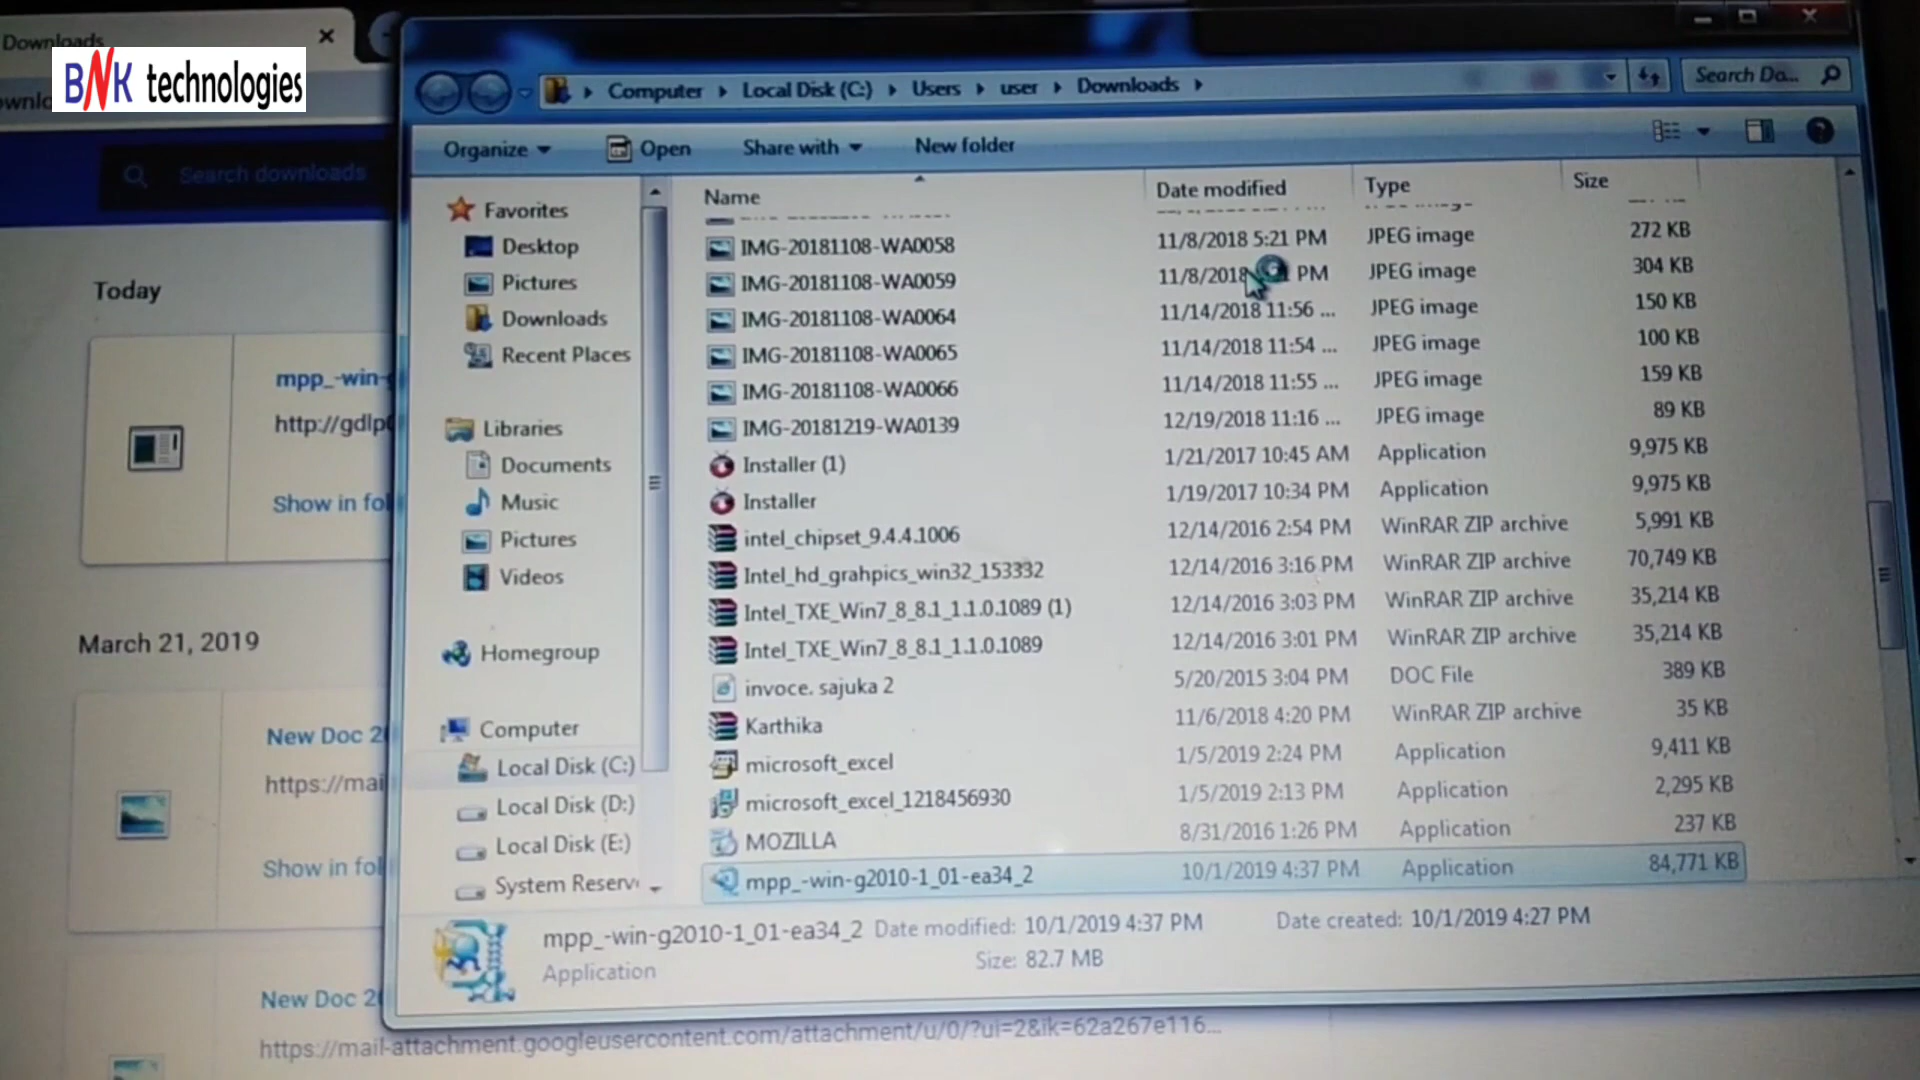 Downloads
BNK technologies
Search downloads
Today
mpp_-win-
http://gdlp
Show in fol
March 21, 2019
New Doc 2
https://mai
Show in fol
New Doc 2
https://mail-attachment.googleusercontent.com/attachment/u/0/?ui=2&ik=62a267e116...
Computer Local Disk (C:) Users user Downloads
Search Do...
Organize Open Share with New folder
Favorites
Desktop
Pictures
Downloads
Recent Places
Libraries
Documents
Music
Pictures
Videos
Homegroup
Computer
Local Disk (C:)
Local Disk (D:)
Local Disk (E:)
System Reserv
Name Date modified Type Size
IMG-20181108-WA0058 11/8/2018 5:21 PM JPEG image 272 KB
IMG-20181108-WA0059 11/8/2018 PM JPEG image 304 KB
IMG-20181108-WA0064 11/14/2018 11:56 ... JPEG image 150 KB
IMG-20181108-WA0065 11/14/2018 11:54 ... JPEG image 100 KB
IMG-20181108-WA0066 11/14/2018 11:55 ... JPEG image 159 KB
IMG-20181219-WA0139 12/19/2018 11:16 ... JPEG image 89 KB
Installer (1) 1/21/2017 10:45 AM Application 9,975 KB
Installer 1/19/2017 10:34 PM Application 9,975 KB
intel_chipset_9.4.4.1006 12/14/2016 2:54 PM WinRAR ZIP archive 5,991 KB
Intel_hd_grahpics_win32_153332 12/14/2016 3:16 PM WinRAR ZIP archive 70,749 KB
Intel_TXE_Win7_8_8.1_1.1.0.1089 (1) 12/14/2016 3:03 PM WinRAR ZIP archive 35,214 KB
Intel_TXE_Win7_8_8.1_1.1.0.1089 12/14/2016 3:01 PM WinRAR ZIP archive 35,214 KB
invoce. sajuka 2 5/20/2015 3:04 PM DOC File 389 KB
Karthika 11/6/2018 4:20 PM WinRAR ZIP archive 35 KB
microsoft_excel 1/5/2019 2:24 PM Application 9,411 KB
microsoft_excel_1218456930 1/5/2019 2:13 PM Application 2,295 KB
MOZILLA 8/31/2016 1:26 PM Application 237 KB
mpp_-win-g2010-1_01-ea34_2 10/1/2019 4:37 PM Application 84,771 KB
mpp_-win-g2010-1_01-ea34_2 Date modified: 10/1/2019 4:37 PM Date created: 10/1/2019 4:27 PM
Application Size: 82.7 MB